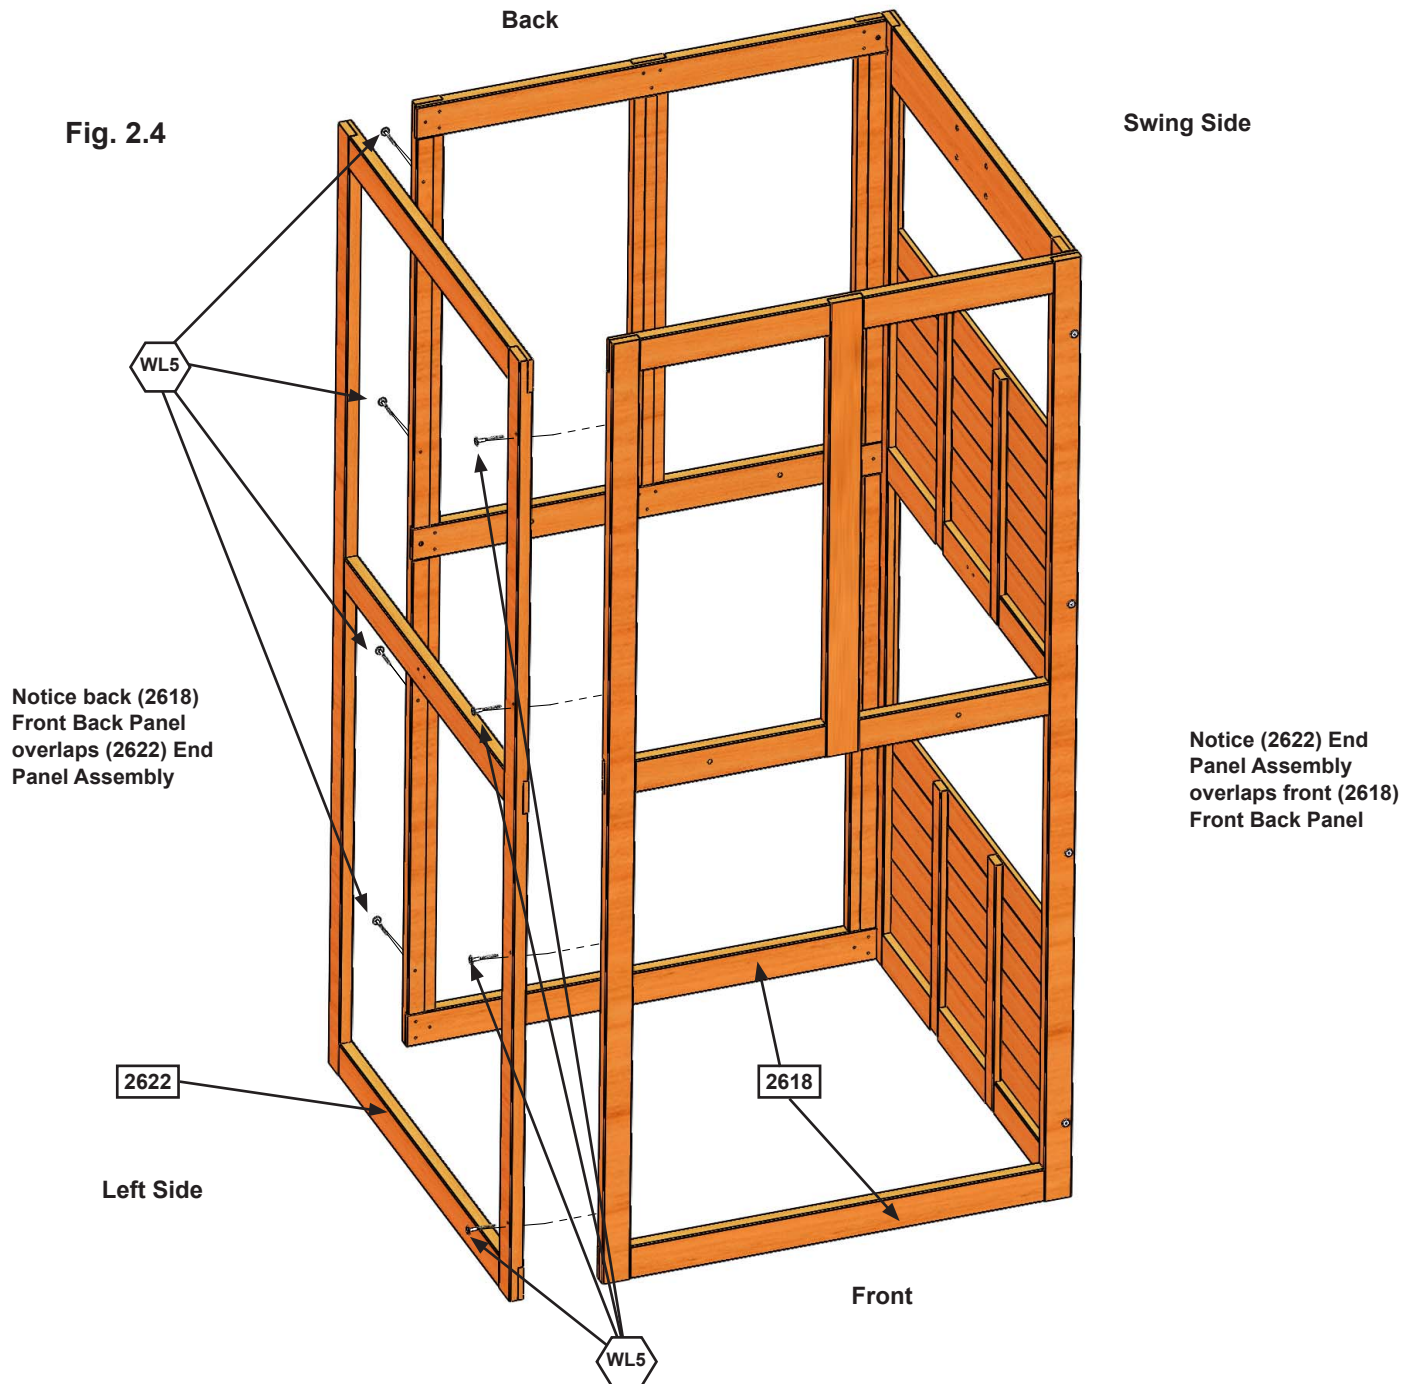 Back
Fig. 2.4
Swing Side
WL5
Notice back (2618)
Front Back Panel
overlaps (2622) End
Panel Assembly
Notice (2622) End
Panel Assembly
overlaps front (2618)
Front Back Panel
2622
2618
Left Side
Front
WL5